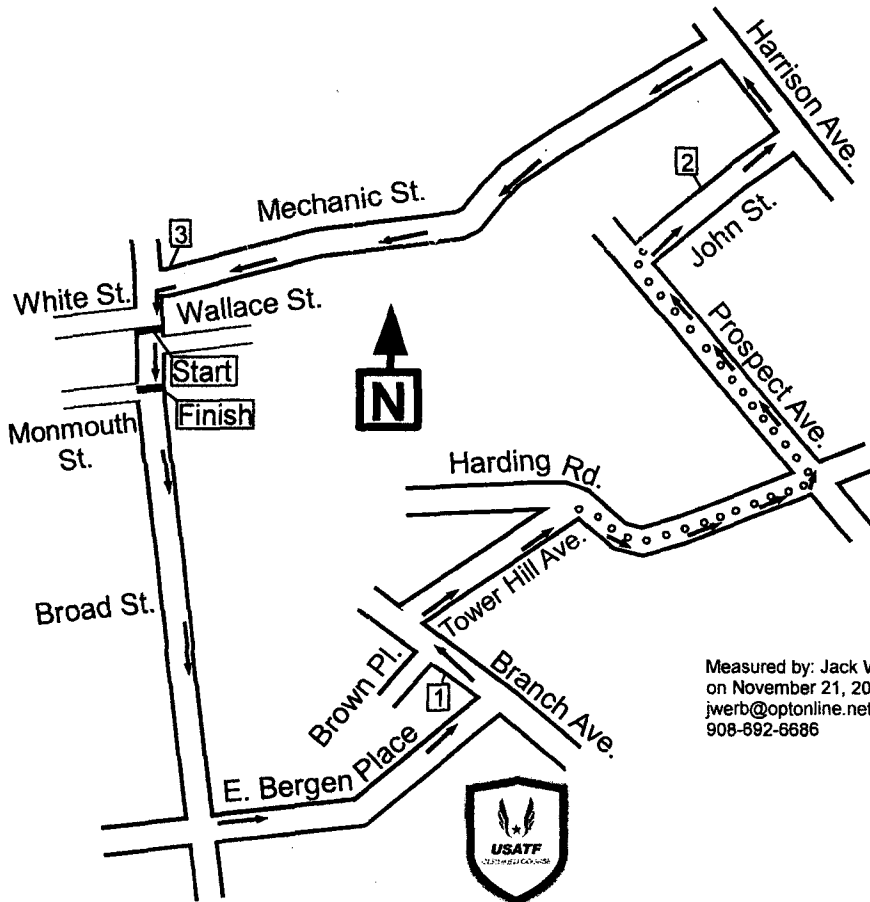 Harrison Ave.
2
Mechanic St.
John St.
3
White St.
Wallace St.
Prospect Ave.
Start
N
Finish
Monmouth
St.
Harding Rd.
Tower Hill Ave.
Broad St.
Brown Pl.
1
Branch Ave.
Measured by: Jack W
on November 21, 20
jwerb@optonline.net
908-692-6686
E. Bergen Place
USATF